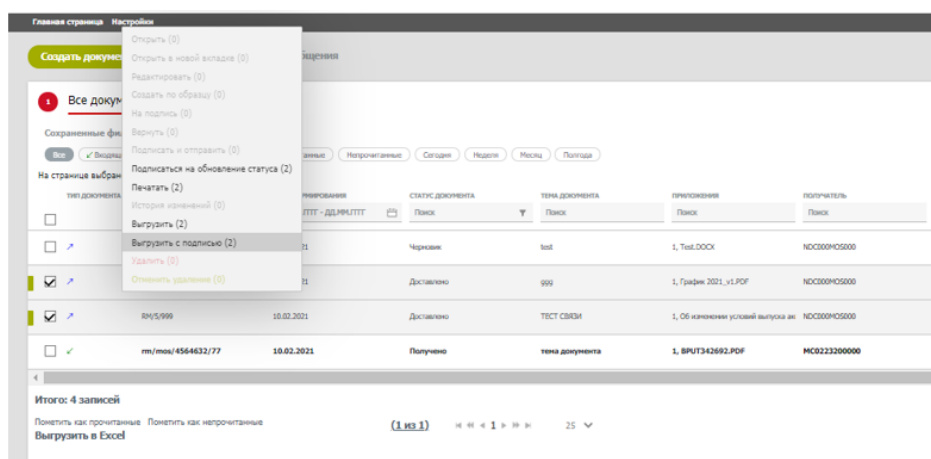 Главная страница Настройки
Создать докуме
бщения
Открыть (0)
Открыть в новой вкладке (0)
Редактировать (0)
Создать по образцу (0)
На подпись (0)
Вернуть (0)
Подписать и отправить (0)
Подписаться на обновление статуса (2)
Печатать (2)
История изменений (0)
Выгрузить (2)
Выгрузить с подписью (2)
Удалить (0)
Отменить удаление (0)
1 Все докум
Сохраненные фи
Все Входящ Непрочитанные Сегодня Неделя Месяц Полгода
На странице выбран
ТИП ДОКУМЕНТА СТАТУС ДОКУМЕНТА ТЕМА ДОКУМЕНТА ПРИЛОЖЕНИЯ ПОЛУЧАТЕЛЬ
ГГГ - ДД.ММ.ГГГГ Поиск Поиск Поиск Поиск
21 Черновик test 1, Test.DOCX NDC000MOS000
21 Доставлено ggg 1, График 2021_v1.PDF NDC000MOS000
RM/5/999 10.02.2021 Доставлено ТЕСТ СВЯЗИ 1, Об изменении условий выпуска ак NDC000MOS000
rm/mos/4564632/77 10.02.2021 Получено тема документа 1, BPUT342692.PDF MC0223200000
Итого: 4 записей
Пометить как прочитанные Пометить как непрочитанные
Выгрузить в Excel
(1 из 1) 1 25